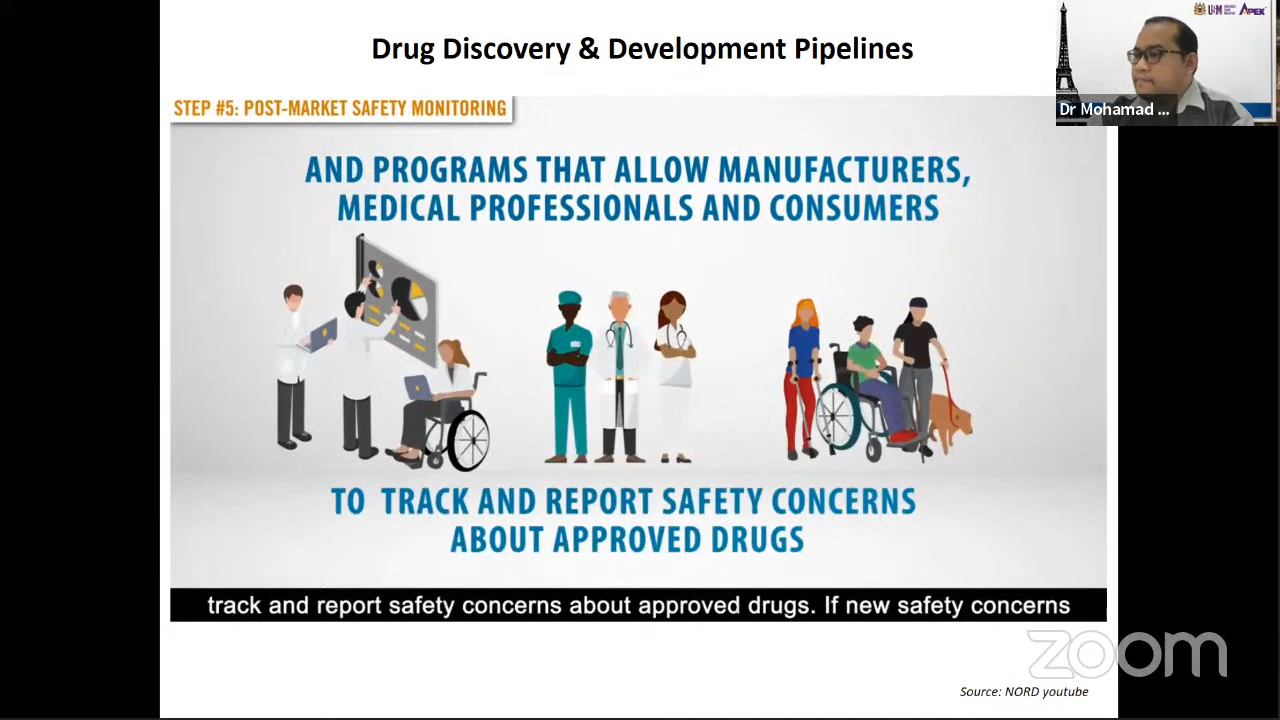 Drug Discovery & Development Pipelines
USM APEX
Dr Mohamad ...
STEP #5: POST-MARKET SAFETY MONITORING
AND PROGRAMS THAT ALLOW MANUFACTURERS,
MEDICAL PROFESSIONALS AND CONSUMERS
TO TRACK AND REPORT SAFETY CONCERNS
ABOUT APPROVED DRUGS
track and report safety concerns about approved drugs. If new safety concerns
zoom
Source: NORD youtube